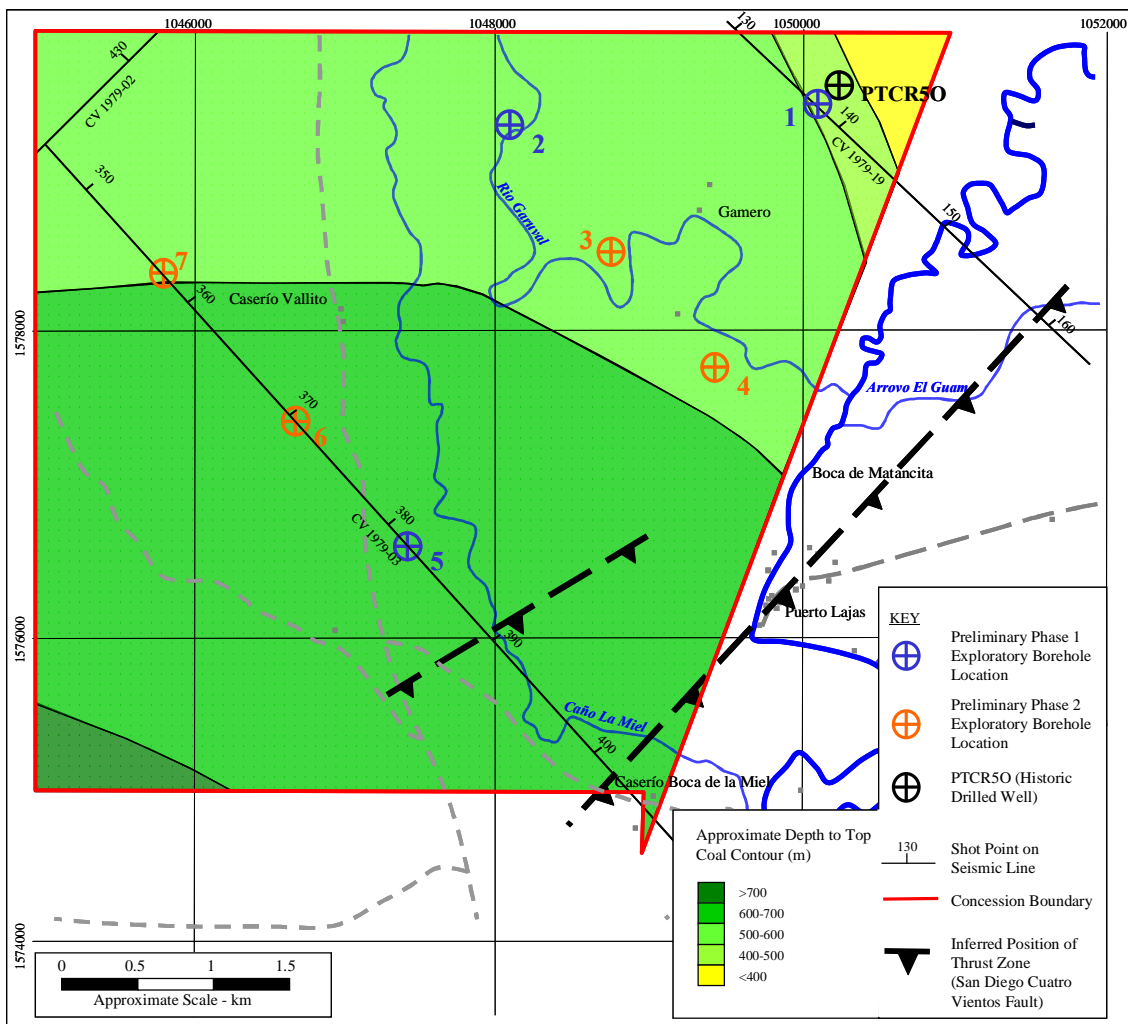 1046000
1048000
1050000
1052000
430
CV 1979-02
130
PTCR5O
1
140
CV 1979-19
2
350
Rio Garuval
Gamero
150
3
7
360
Caserío Vallito
1578000
160
4
Arroyo El Guam
370
6
Boca de Matancita
380
CV 1979-03
5
Puerto Lajas
1576000
390
Caño La Miel
400
Caserío Boca de la Miel
1574000
KEY
Preliminary Phase 1
Exploratory Borehole
Location
Preliminary Phase 2
Exploratory Borehole
Location
PTCR5O (Historic
Drilled Well)
130
Shot Point on
Seismic Line
Concession Boundary
Inferred Position of
Thrust Zone
(San Diego Cuatro
Vientos Fault)
Approximate Depth to Top
Coal Contour (m)
>700
600-700
500-600
400-500
<400
0 0.5 1 1.5
Approximate Scale - km